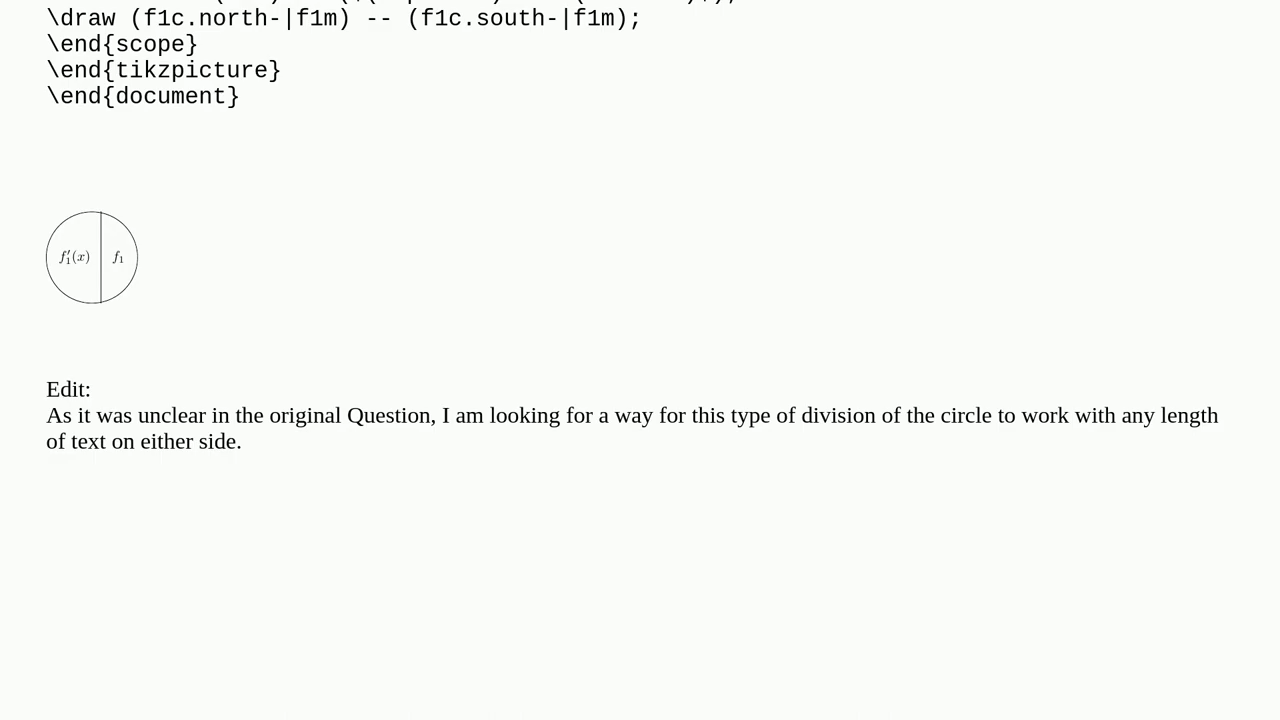 \draw (f1c.north-|f1m) -- (f1c.south-|f1m);
\end{scope}
\end{tikzpicture}
\end{document}
f′₁(x) f₁
Edit:
As it was unclear in the original Question, I am looking for a way for this type of division of the circle to work with any length
of text on either side.